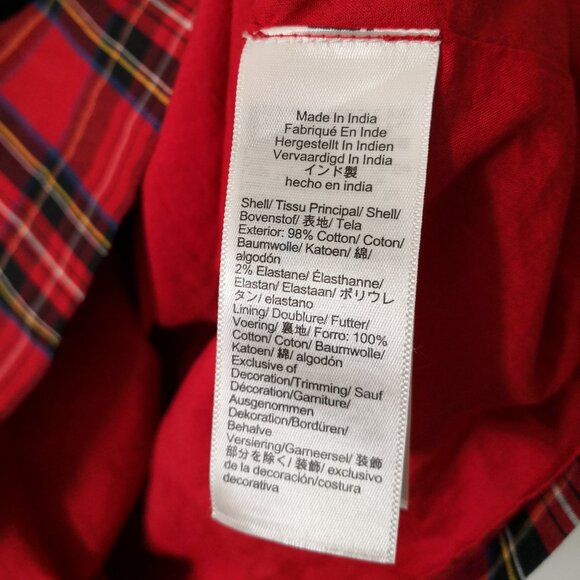 Made In India
Fabriqué En Inde
Hergestellt In Indien
Vervaardigd In India
インド製
hecho en india
Shell/ Tissu Principal/ Shell/
Bovenstof/ 表地/ Tela
Exterior: 98% Cotton/ Coton/
Baumwolle/ Katoen/ 綿/
algodón
2% Elastane/ Élasthanne/
Elastan/ Elastaan/ ポリウレ
タン/ elastano
Lining/ Doublure/ Futter/
Voering/ 裏地/ Forro: 100%
Cotton/ Coton/ Baumwolle/
Katoen/ 綿/ algodón
Exclusive of
Decoration/Trimming/ Sauf
Décoration/Garniture/
Ausgenommen
Dekoration/Bordüren/
Behalve
Versiering/Garneersel/ 装飾
部分を除く/ 装飾/ exclusivo
de la decoración/costura
decorativa